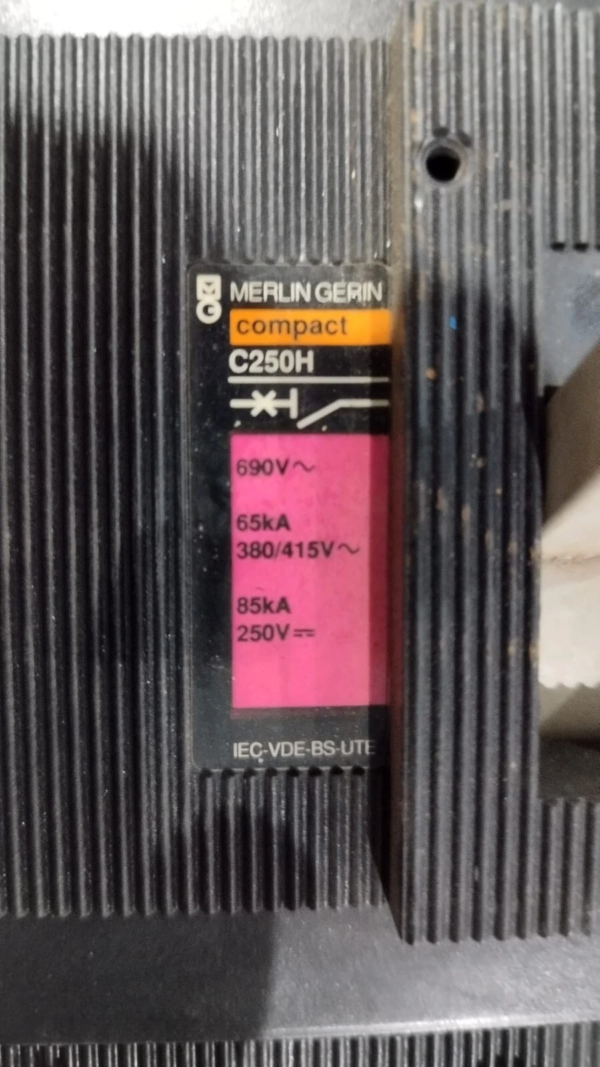 MERLIN GERIN
compact
C250H
690V～
65kA
380/415V～
85kA
250V⎓
IEC-VDE-BS-UTE